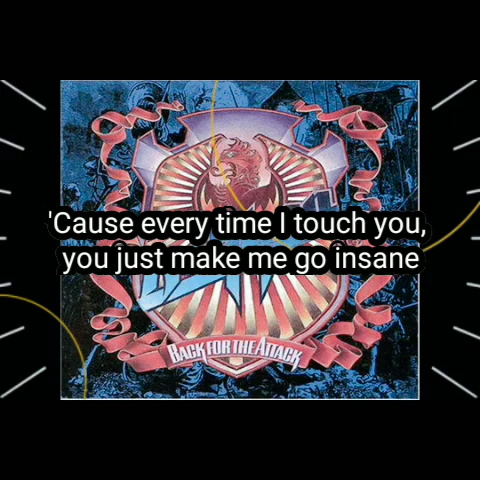 'Cause every time I touch you,
you just make me go insane
BACK FOR THE ATTACK